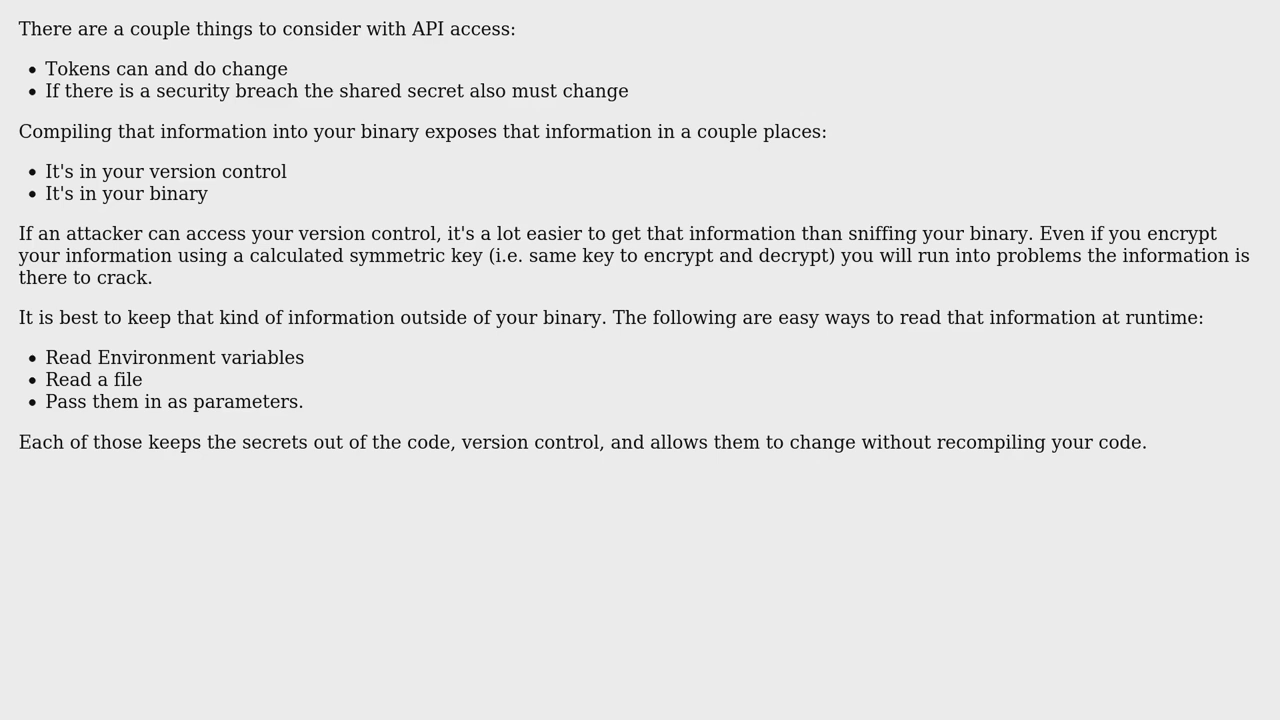 There are a couple things to consider with API access:
• Tokens can and do change
• If there is a security breach the shared secret also must change
Compiling that information into your binary exposes that information in a couple places:
• It's in your version control
• It's in your binary
If an attacker can access your version control, it's a lot easier to get that information than sniffing your binary. Even if you encrypt
your information using a calculated symmetric key (i.e. same key to encrypt and decrypt) you will run into problems the information is
there to crack.
It is best to keep that kind of information outside of your binary. The following are easy ways to read that information at runtime:
• Read Environment variables
• Read a file
• Pass them in as parameters.
Each of those keeps the secrets out of the code, version control, and allows them to change without recompiling your code.